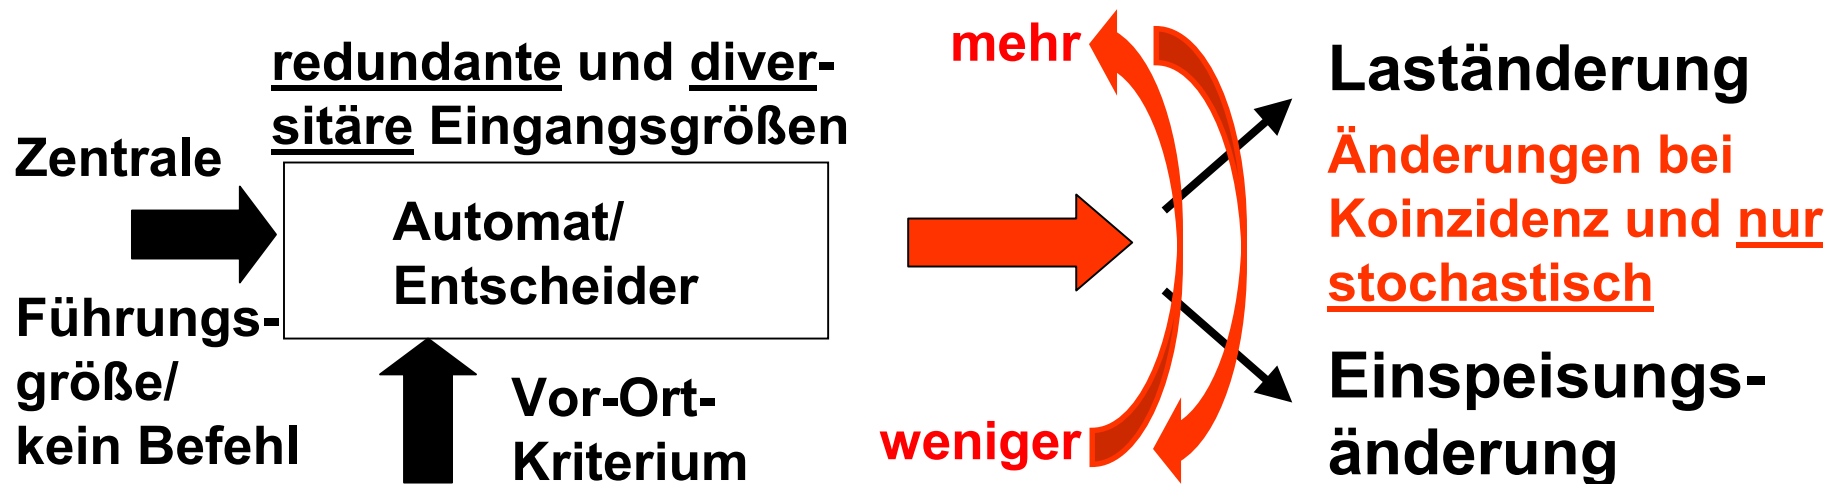 redundante und diver-
sitäre Eingangsgrößen
Zentrale
Automat/
Entscheider
Führungs-
größe/
kein Befehl
Vor-Ort-
Kriterium
mehr
weniger
Laständerung
Änderungen bei
Koinzidenz und nur
stochastisch
Einspeisungs-
änderung